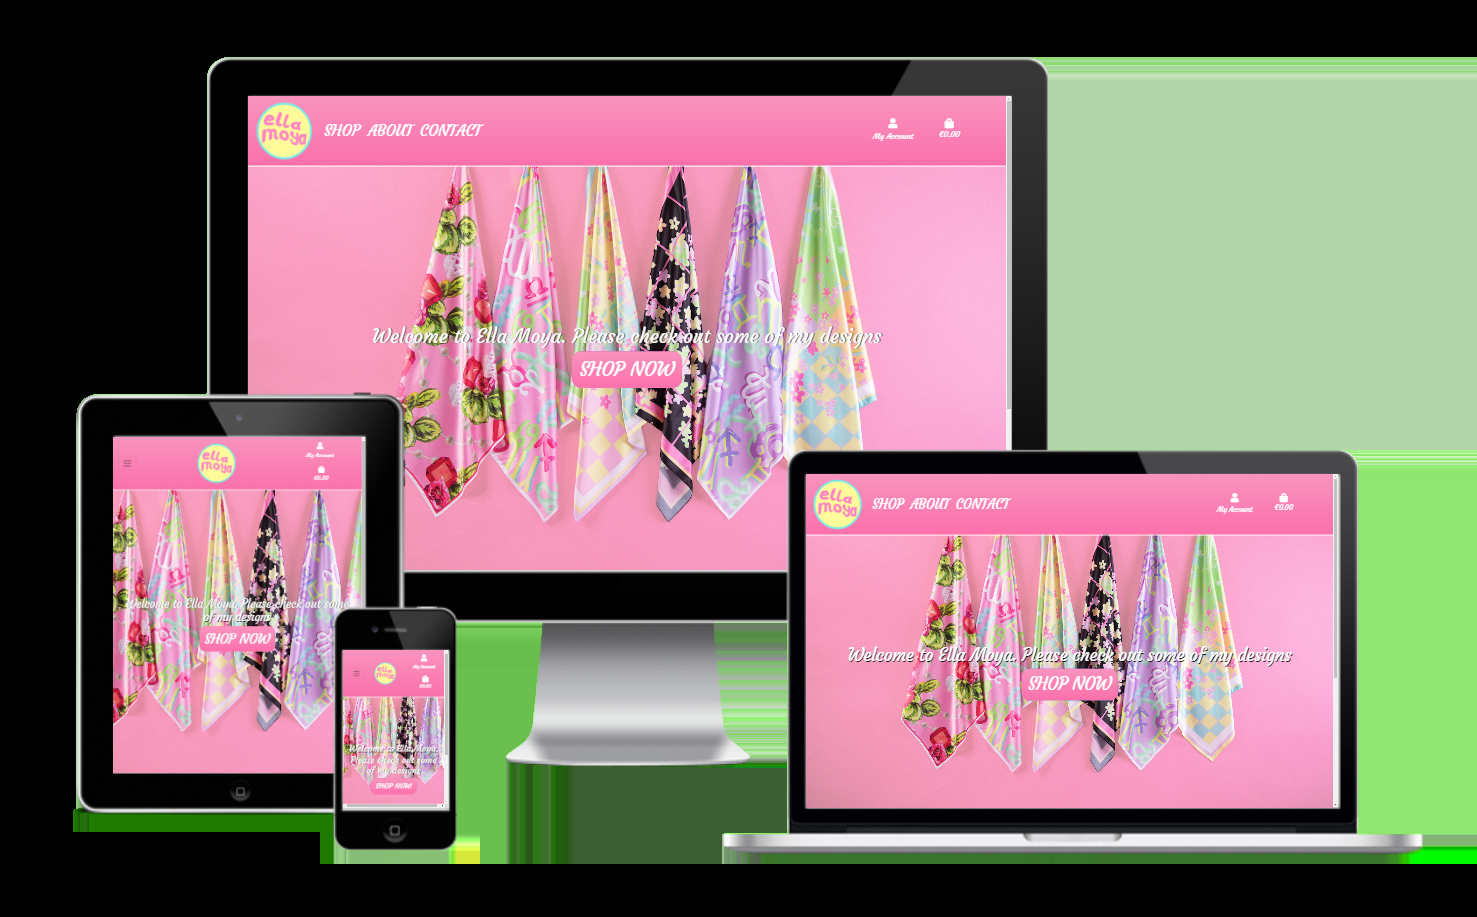 ella
moya
SHOP ABOUT CONTACT
My Account
€0.00
Welcome to Ella Moya. Please check out some of my designs
SHOP NOW
ella
moya
My Account
€0.00
Welcome to Ella Moya. Please check out some
of my designs
SHOP NOW
ella
moya
My Account
€0.00
Welcome to Ella Moya.
Please check out some
of my designs
SHOP NOW
ella
moya
SHOP ABOUT CONTACT
My Account
€0.00
Welcome to Ella Moya. Please check out some of my designs
SHOP NOW